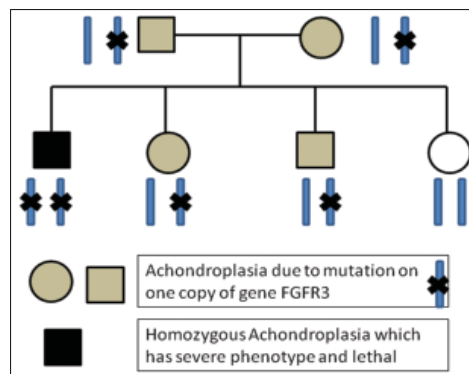 Achondroplasia due to mutation on
one copy of gene FGFR3
Homozygous Achondroplasia which
has severe phenotype and lethal